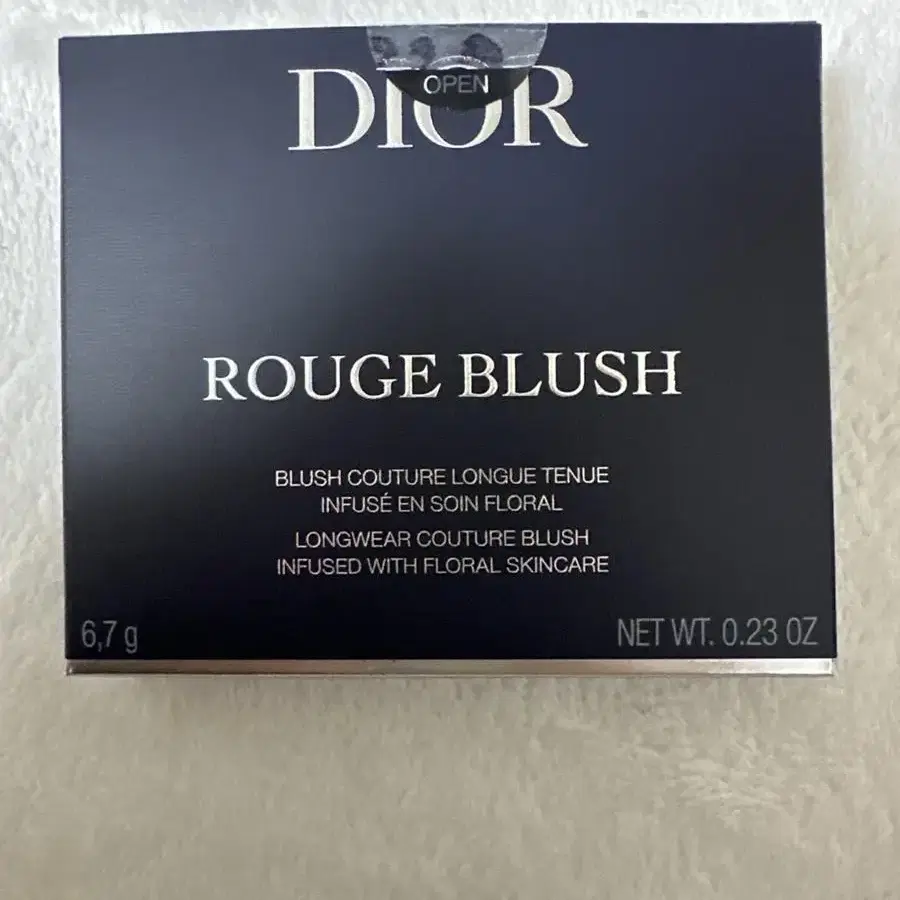 OPEN
DIOR
ROUGE BLUSH
BLUSH COUTURE LONGUE TENUE
INFUSÉ EN SOIN FLORAL
LONGWEAR COUTURE BLUSH
INFUSED WITH FLORAL SKINCARE
6,7 g NET WT. 0.23 OZ